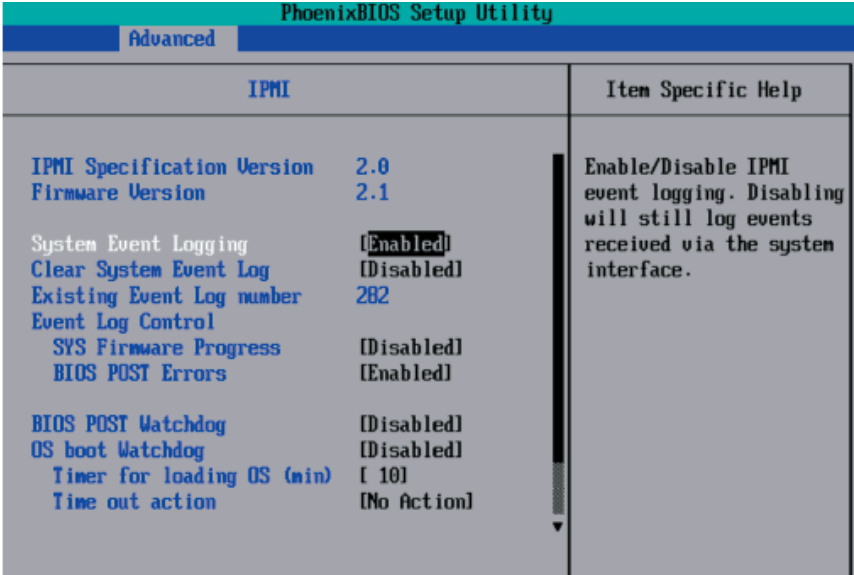 PhoenixBIOS Setup Utility
Advanced
IPMI
IPMI Specification Version 2.0
Firmware Version 2.1
System Event Logging [Enabled]
Clear System Event Log [Disabled]
Existing Event Log number 282
Event Log Control
SYS Firmware Progress [Disabled]
BIOS POST Errors [Enabled]
BIOS POST Watchdog [Disabled]
OS boot Watchdog [Disabled]
Timer for loading OS (min) [ 10]
Time out action [No Action]
Item Specific Help
Enable/Disable IPMI
event logging. Disabling
will still log events
received via the system
interface.